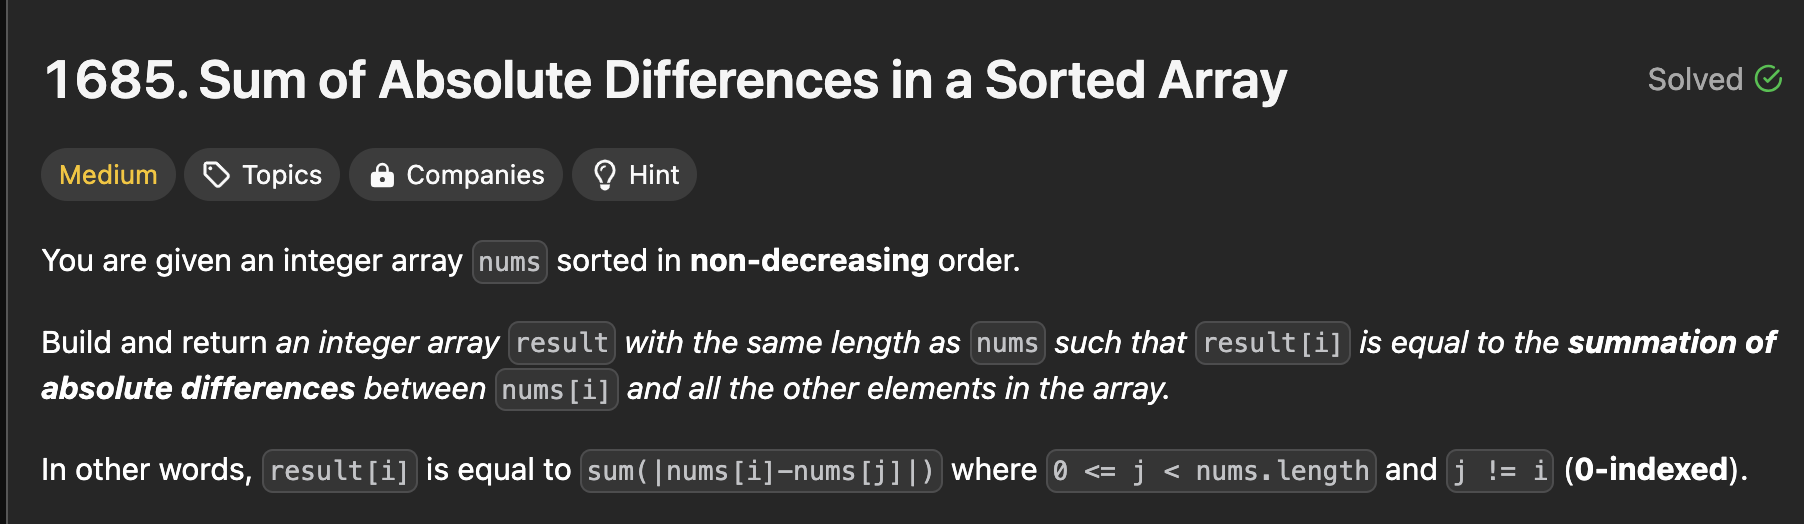 1685. Sum of Absolute Differences in a Sorted Array
Solved
Medium Topics Companies Hint
You are given an integer array nums sorted in non-decreasing order.
Build and return an integer array result with the same length as nums such that result[i] is equal to the summation of
absolute differences between nums[i] and all the other elements in the array.
In other words, result[i] is equal to sum(|nums[i]-nums[j]|) where 0 <= j < nums.length and j != i (0-indexed).